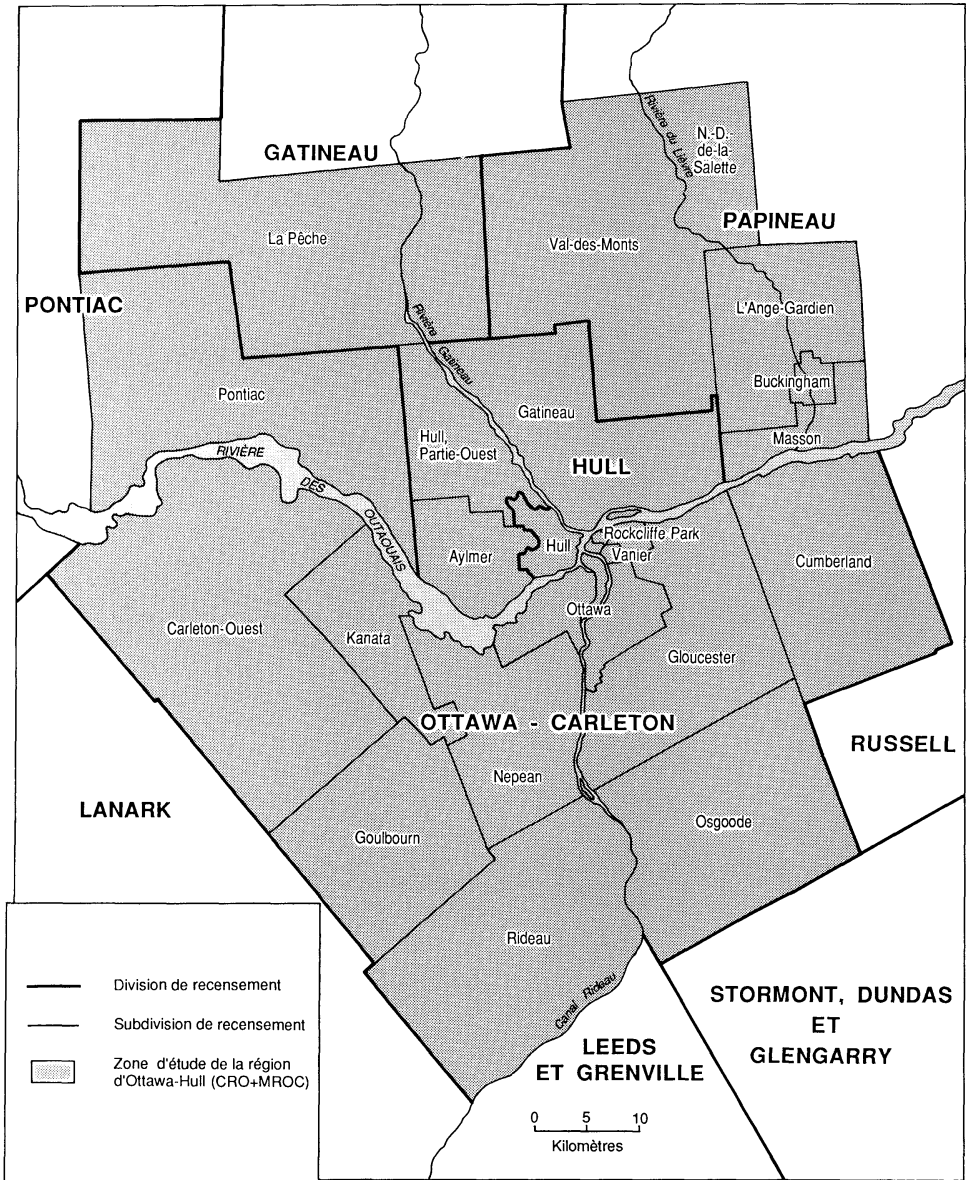 Rivière du Lièvre
N.-D.
de-la-
Salette
GATINEAU
PAPINEAU
La Pêche
Val-des-Monts
PONTIAC
L'Ange-Gardien
Rivière Gatineau
Pontiac
Buckingham
Gatineau
Hull,
Partie-Ouest
Masson
RIVIÈRE
DES
OUTAOUAIS
HULL
Rockcliffe Park
Vanier
Hull
Aylmer
Cumberland
Ottawa
Carleton-Ouest
Kanata
Gloucester
OTTAWA - CARLETON
RUSSELL
Nepean
LANARK
Goulbourn
Osgoode
Rideau
Canal Rideau
STORMONT, DUNDAS
ET
GLENGARRY
LEEDS
ET GRENVILLE
Division de recensement
Subdivision de recensement
Zone d'étude de la région
d'Ottawa-Hull (CRO+MROC)
0 5 10
Kilomètres